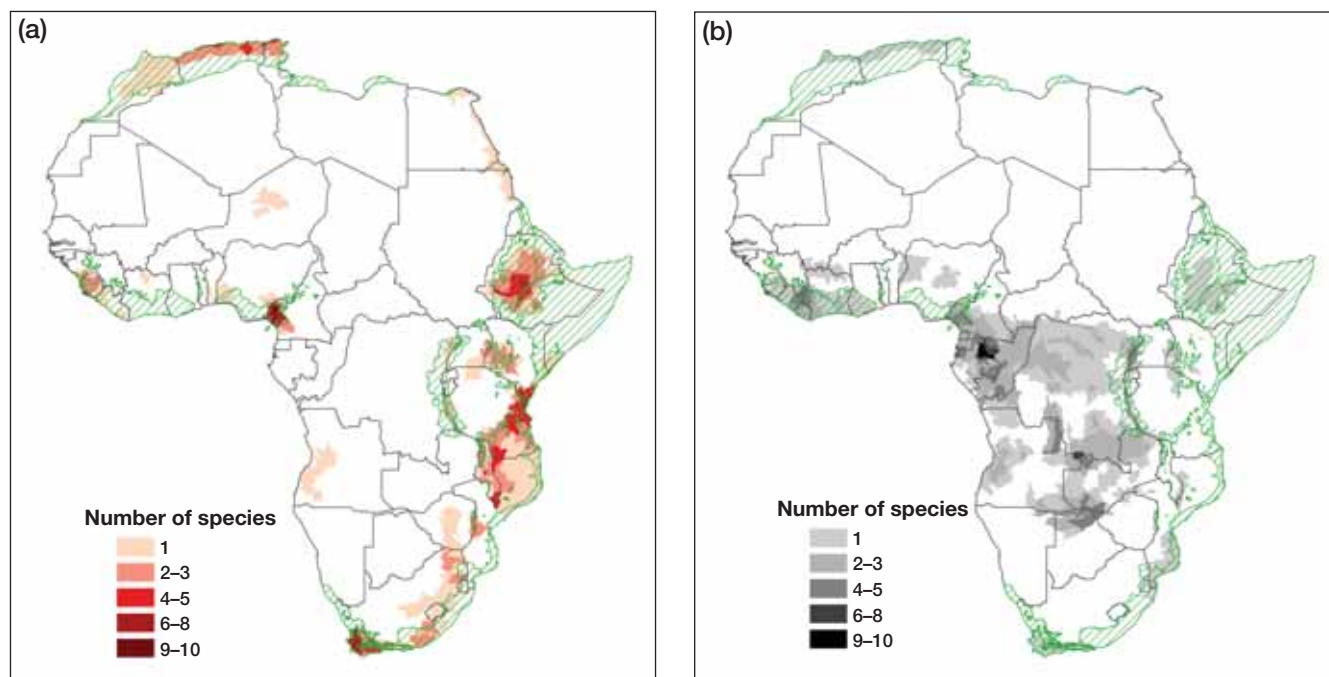 (a)
Number of species
1
2–3
4–5
6–8
9–10
(b)
Number of species
1
2–3
4–5
6–8
9–10